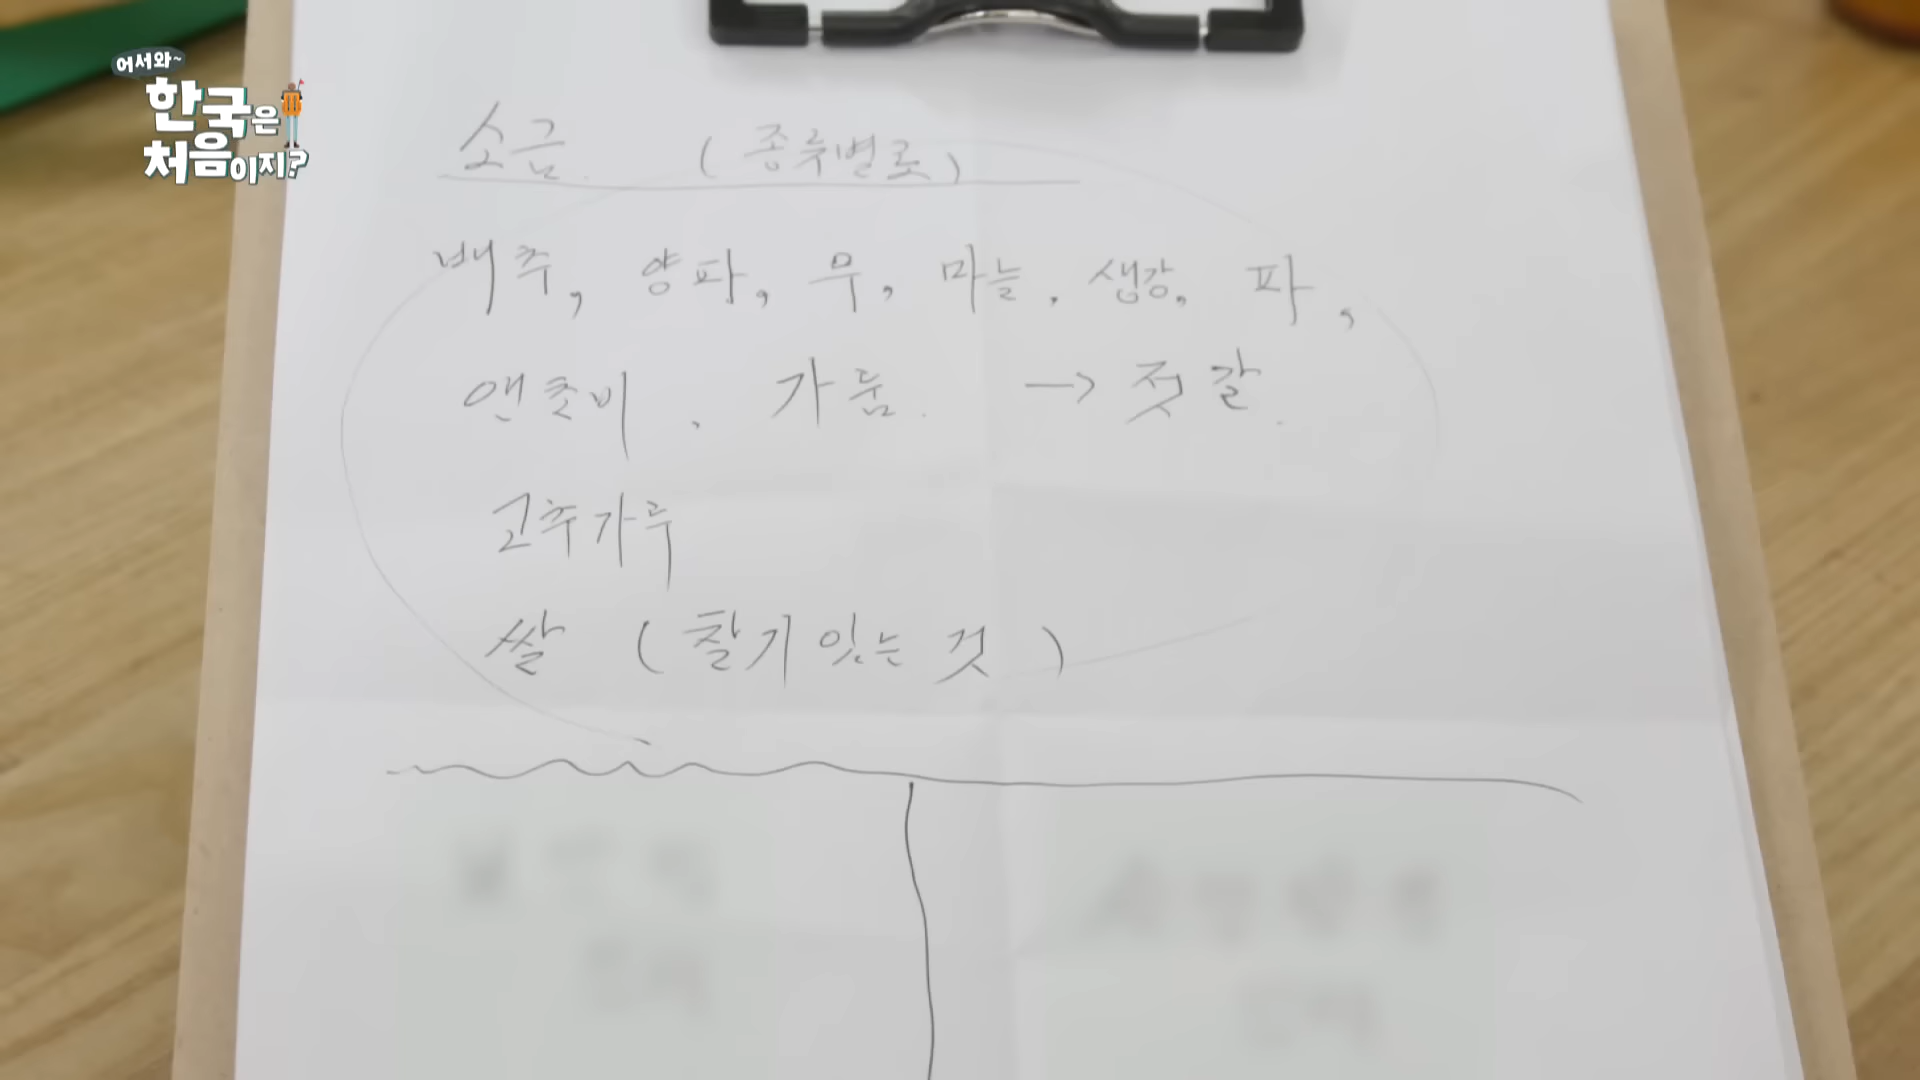 어서와~
한국은
처음이지?
소금. (종류별로)
배추, 양파, 무, 마늘, 생강, 파,
앤초비, 가룸. → 젓갈.
고추가루
쌀 (찰기 있는 것)